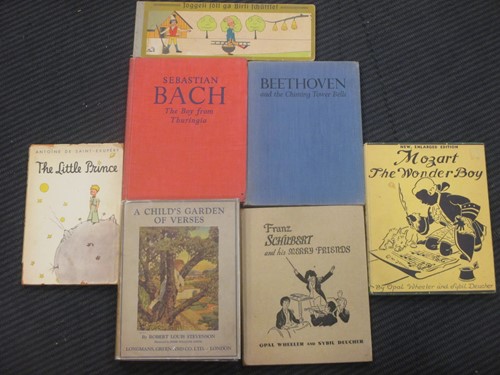 Joggeli söll ga Birli schüttle!
SEBASTIAN
BACH
The Boy from
Thuringia
BEETHOVEN
and the Chiming Tower Bells
ANTOINE DE SAINT-EXUPÉRY
The Little Prince
NEW, ENLARGED EDITION
Mozart
The Wonder Boy
By Opal Wheeler and Sybil Deucher
A CHILD'S GARDEN
OF VERSES
by ROBERT LOUIS STEVENSON
LONGMANS, GREEN AND CO. LTD · LONDON
Franz
SCHUBERT
and his MERRY FRIENDS
OPAL WHEELER AND SYBIL DEUCHER